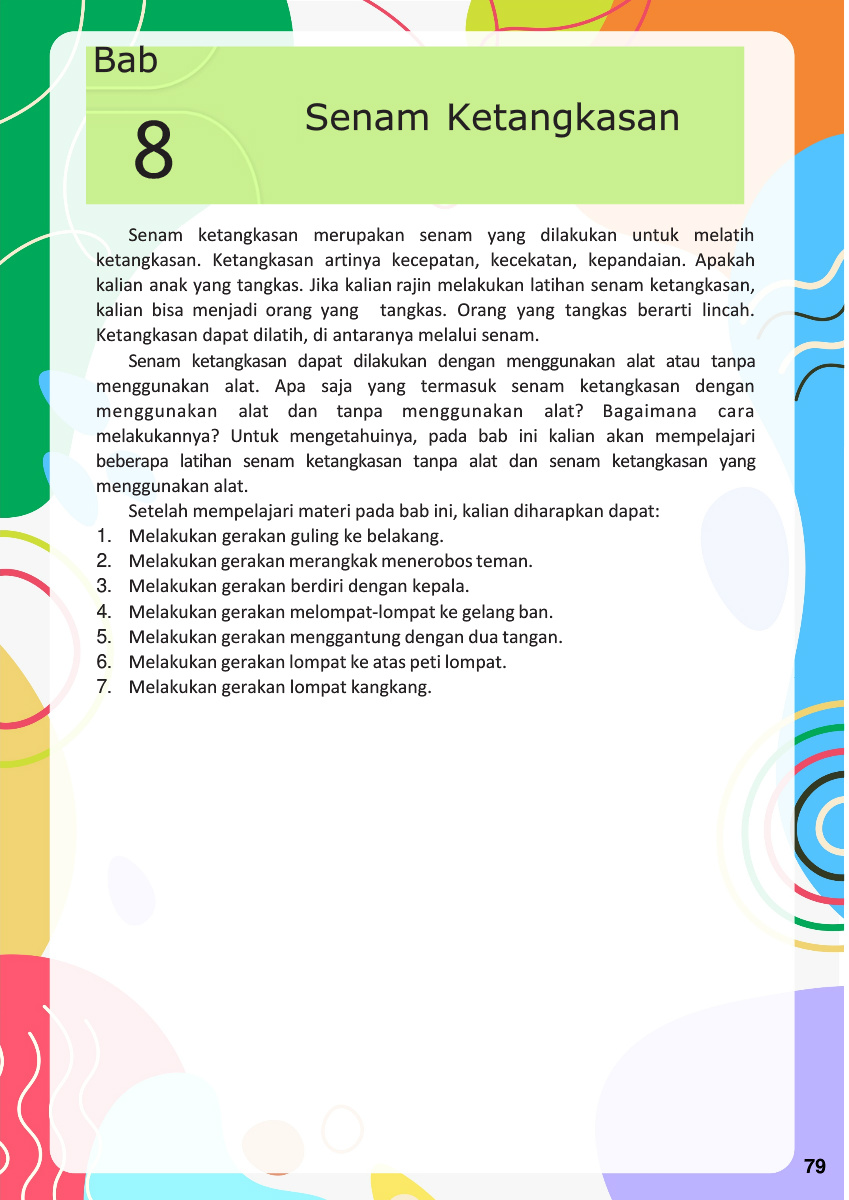 Bab
8
Senam Ketangkasan
Senam ketangkasan merupakan senam yang dilakukan untuk melatih
ketangkasan. Ketangkasan artinya kecepatan, kecekatan, kepandaian. Apakah
kalian anak yang tangkas. Jika kalian rajin melakukan latihan senam ketangkasan,
kalian bisa menjadi orang yang tangkas. Orang yang tangkas berarti lincah.
Ketangkasan dapat dilatih, di antaranya melalui senam.
Senam ketangkasan dapat dilakukan dengan menggunakan alat atau tanpa
menggunakan alat. Apa saja yang termasuk senam ketangkasan dengan
menggunakan alat dan tanpa menggunakan alat? Bagaimana cara
melakukannya? Untuk mengetahuinya, pada bab ini kalian akan mempelajari
beberapa latihan senam ketangkasan tanpa alat dan senam ketangkasan yang
menggunakan alat.
Setelah mempelajari materi pada bab ini, kalian diharapkan dapat:
1. Melakukan gerakan guling ke belakang.
2. Melakukan gerakan merangkak menerobos teman.
3. Melakukan gerakan berdiri dengan kepala.
4. Melakukan gerakan melompat-lompat ke gelang ban.
5. Melakukan gerakan menggantung dengan dua tangan.
6. Melakukan gerakan lompat ke atas peti lompat.
7. Melakukan gerakan lompat kangkang.
79